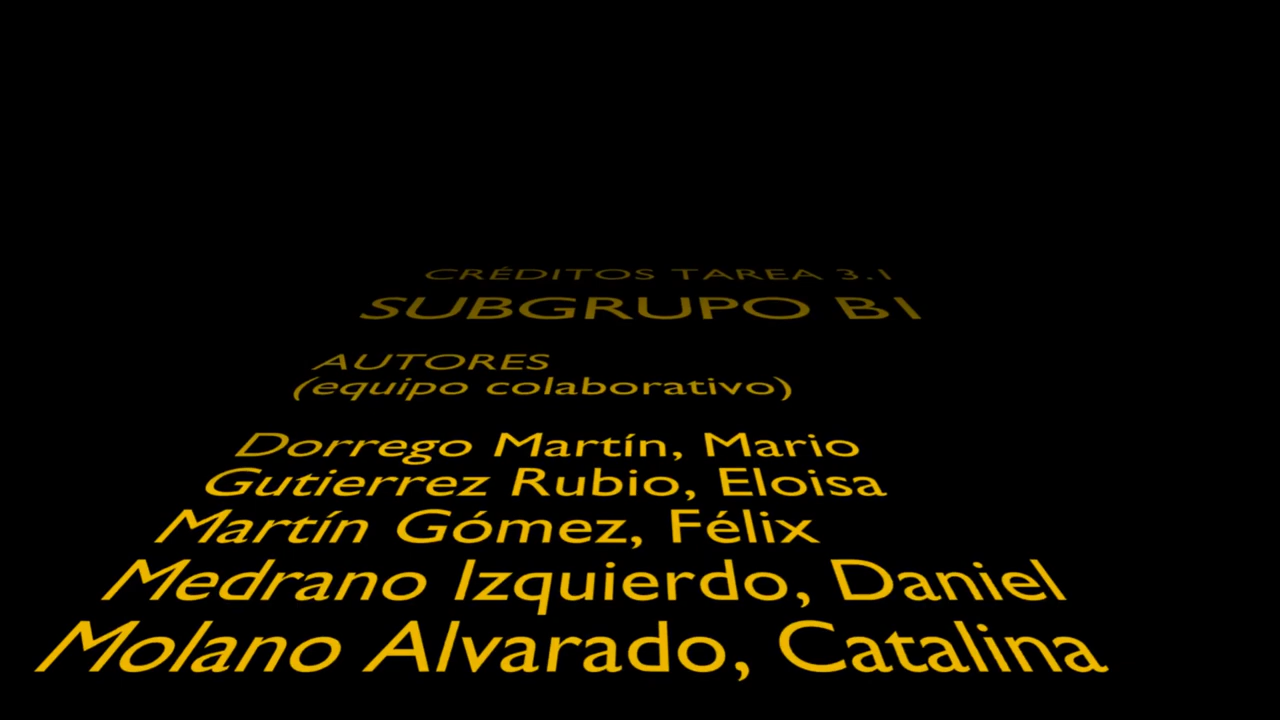 CRÉDITOS TAREA 3.1
SUBGRUPO B1
AUTORES
(equipo colaborativo)
Dorrego Martín, Mario
Gutierrez Rubio, Eloisa
Martín Gómez, Félix
Medrano Izquierdo, Daniel
Molano Alvarado, Catalina